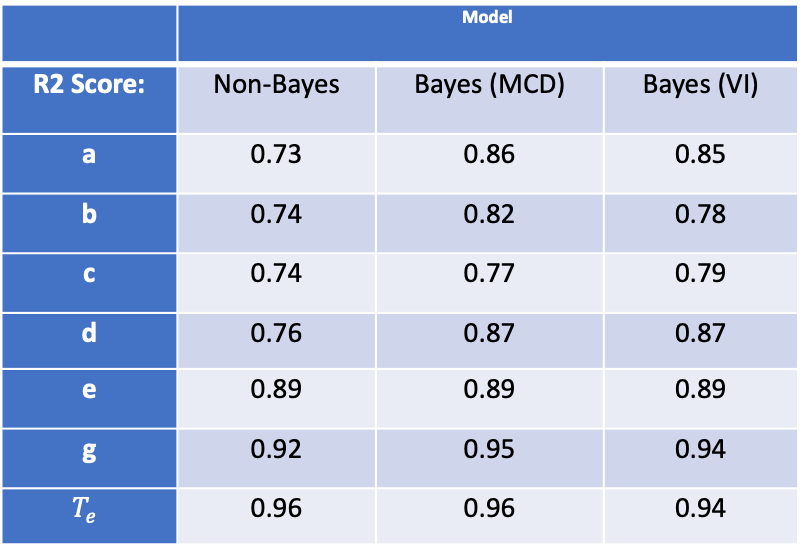 Model
R2 Score: Non-Bayes Bayes (MCD) Bayes (VI)
a 0.73 0.86 0.85
b 0.74 0.82 0.78
c 0.74 0.77 0.79
d 0.76 0.87 0.87
e 0.89 0.89 0.89
g 0.92 0.95 0.94
Te 0.96 0.96 0.94